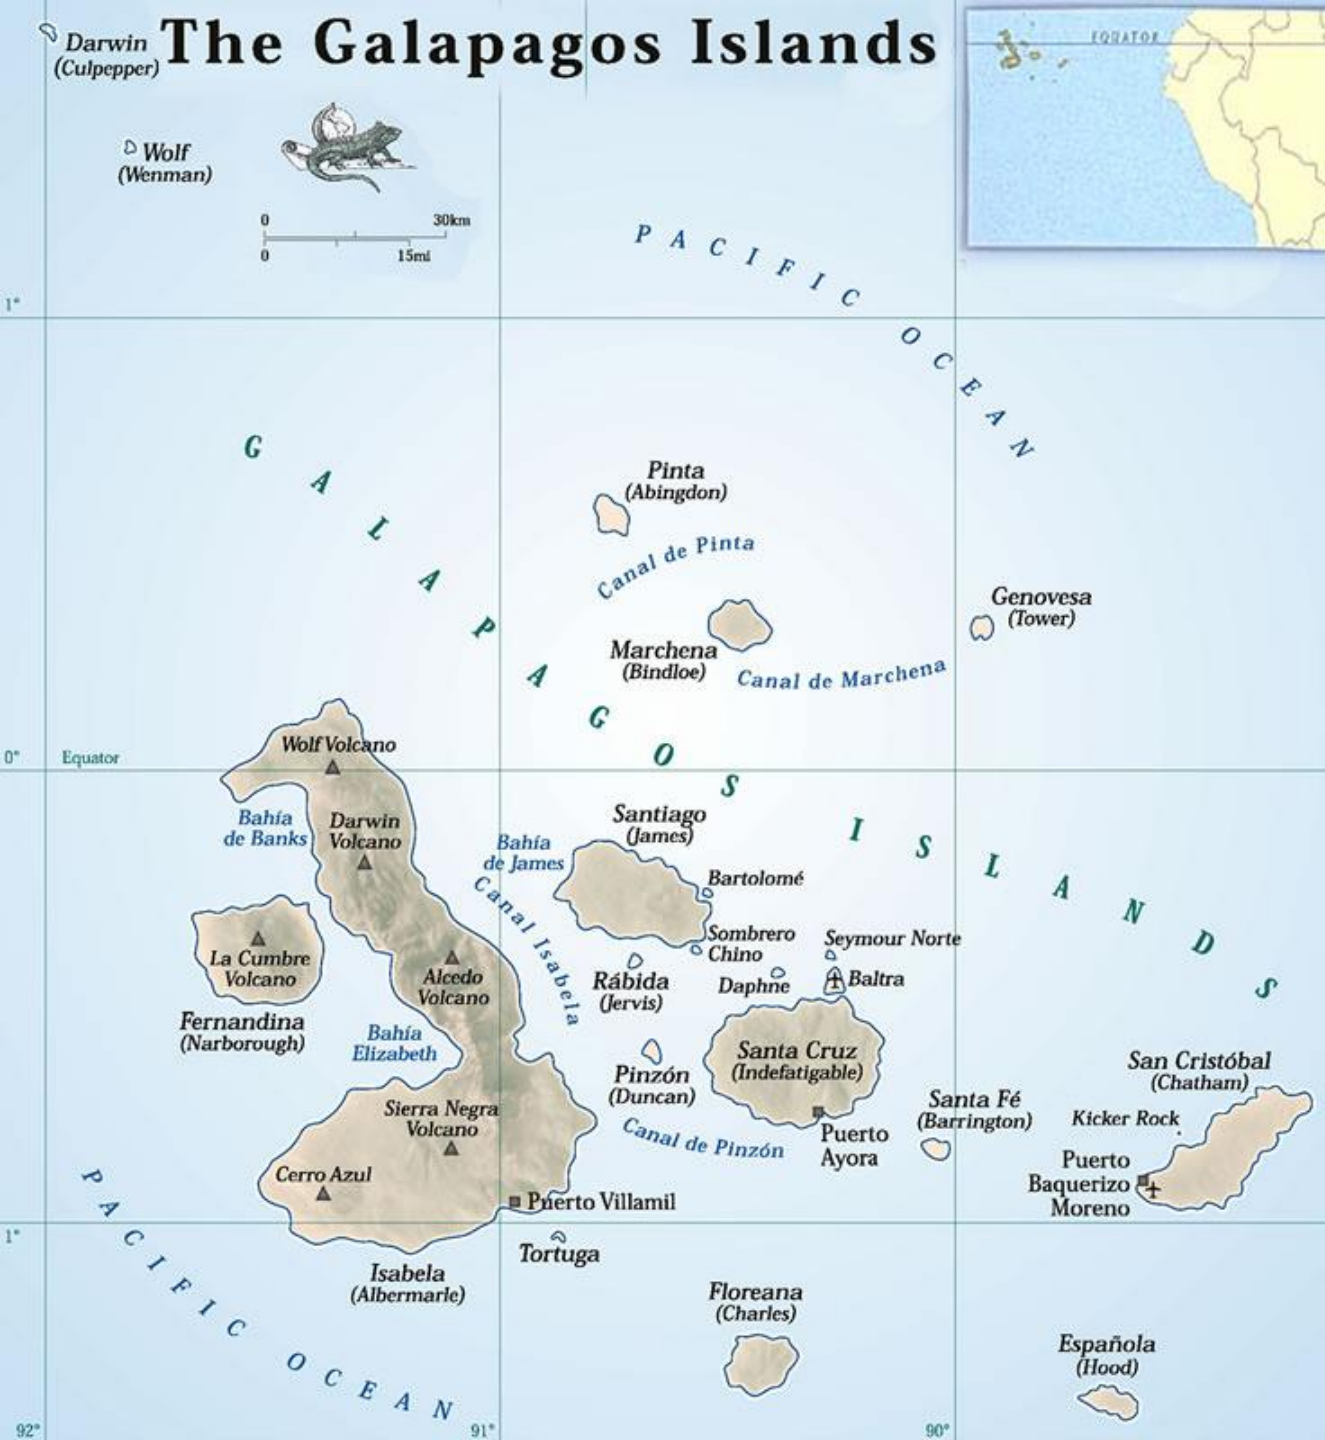 The Galapagos Islands
Darwin
(Culpepper)
EQUATOR
Wolf
(Wenman)
0
30km
0
15mi
PACIFIC OCEAN
1°
GALAPAGOS ISLANDS
Pinta
(Abingdon)
Canal de Pinta
Genovesa
(Tower)
Marchena
(Bindloe)
Canal de Marchena
Wolf Volcano
0°
Equator
Bahía
de Banks
Darwin
Volcano
Santiago
(James)
Bahía
de James
Canal Isabela
Bartolomé
Sombrero
Chino
Seymour Norte
La Cumbre
Volcano
Alcedo
Volcano
Rábida
(Jervis)
Daphne
Baltra
Fernandina
(Narborough)
Bahía
Elizabeth
Pinzón
(Duncan)
Santa Cruz
(Indefatigable)
San Cristóbal
(Chatham)
Sierra Negra
Volcano
Canal de Pinzón
Puerto
Ayora
Santa Fé
(Barrington)
Kicker Rock
Puerto
Baquerizo
Moreno
Cerro Azul
Puerto Villamil
PACIFIC OCEAN
1°
Tortuga
Isabela
(Albermarle)
Floreana
(Charles)
Española
(Hood)
92°
91°
90°